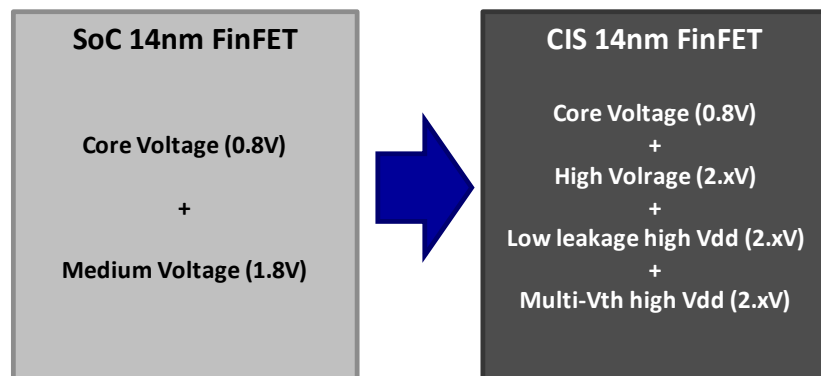 SoC 14nm FinFET
Core Voltage (0.8V)
+
Medium Voltage (1.8V)
CIS 14nm FinFET
Core Voltage (0.8V)
+
High Volrage (2.xV)
+
Low leakage high Vdd (2.xV)
+
Multi-Vth high Vdd (2.xV)